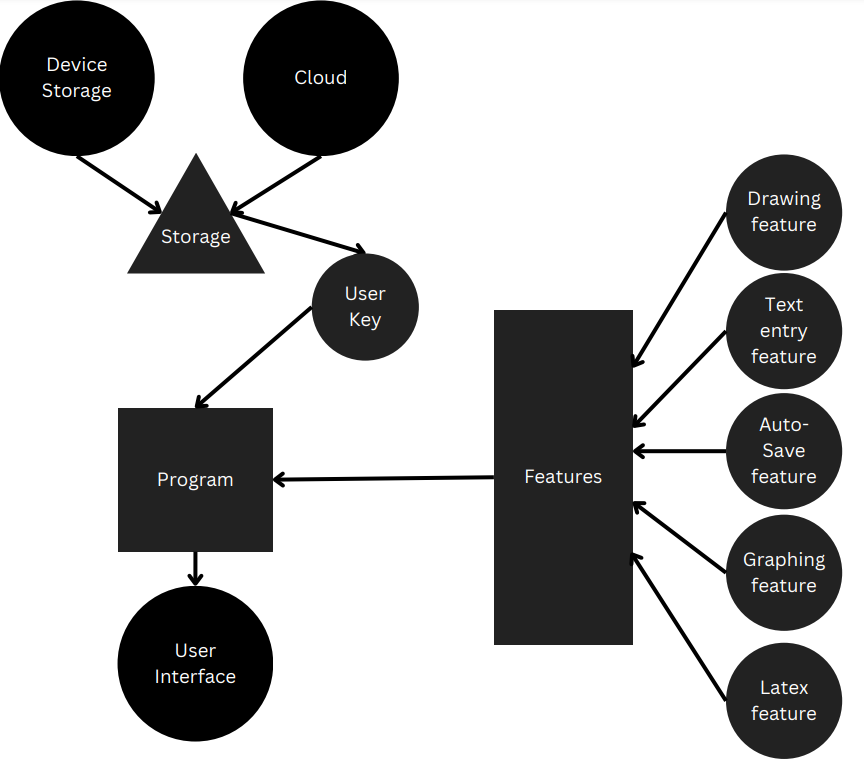 Device
Storage
Cloud
Storage
User
Key
Program
User
Interface
Features
Drawing
feature
Text
entry
feature
Auto-
Save
feature
Graphing
feature
Latex
feature